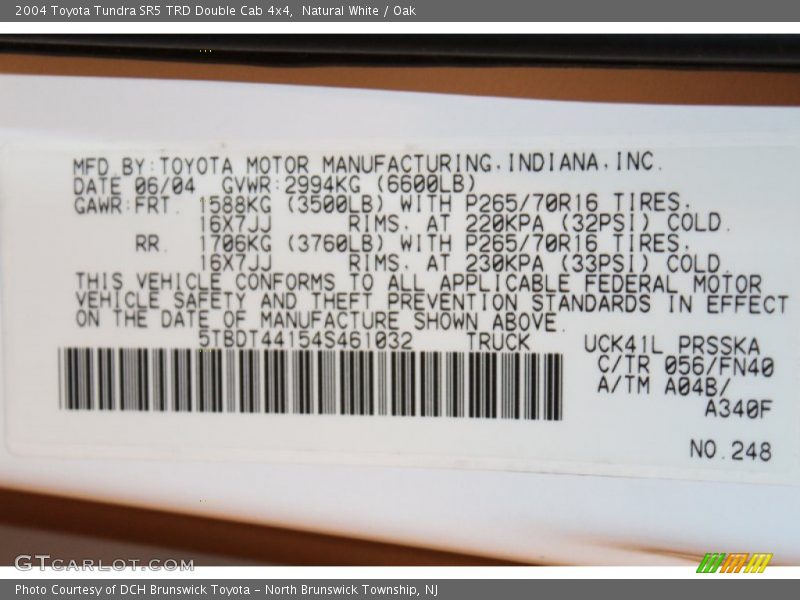 2004 Toyota Tundra SR5 TRD Double Cab 4x4,  Natural White / Oak
MFD.BY:TOYOTA MOTOR MANUFACTURING,INDIANA,INC.
DATE 06/04 GVWR:2994KG (6600LB)
GAWR:FRT. 1588KG (3500LB) WITH P265/70R16 TIRES.
16X7JJ RIMS. AT 220KPA (32PSI) COLD.
RR. 1706KG (3760LB) WITH P265/70R16 TIRES.
16X7JJ RIMS. AT 230KPA (33PSI) COLD.
THIS VEHICLE CONFORMS TO ALL APPLICABLE FEDERAL MOTOR
VEHICLE SAFETY AND THEFT PREVENTION STANDARDS IN EFFECT
ON THE DATE OF MANUFACTURE SHOWN ABOVE.
5TBDT44154S461032 TRUCK UCK41L PRSSKA
C/TR 056/FN40
A/TM A04B/
A340F
NO.248
GTCARLOT.COM
Photo Courtesy of DCH Brunswick Toyota – North Brunswick Township, NJ